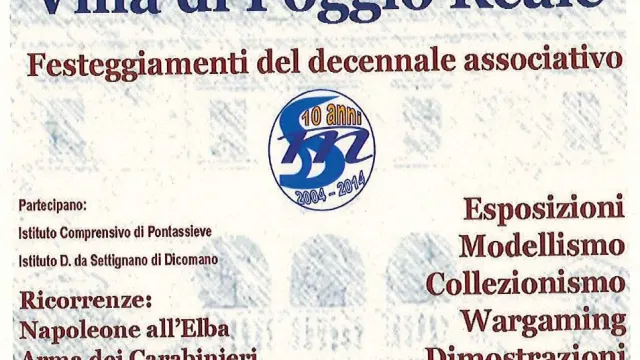 Villa di Poggio Reale
Festeggiamenti del decennale associativo
10 anni
Sm
2004 - 2014
Partecipano:
Istituto Comprensivo di Pontassieve
Istituto D. da Settignano di Dicomano
Ricorrenze:
Napoleone all'Elba
Arma dei Carabinieri
Esposizioni
Modellismo
Collezionismo
Wargaming
Dimostrazioni